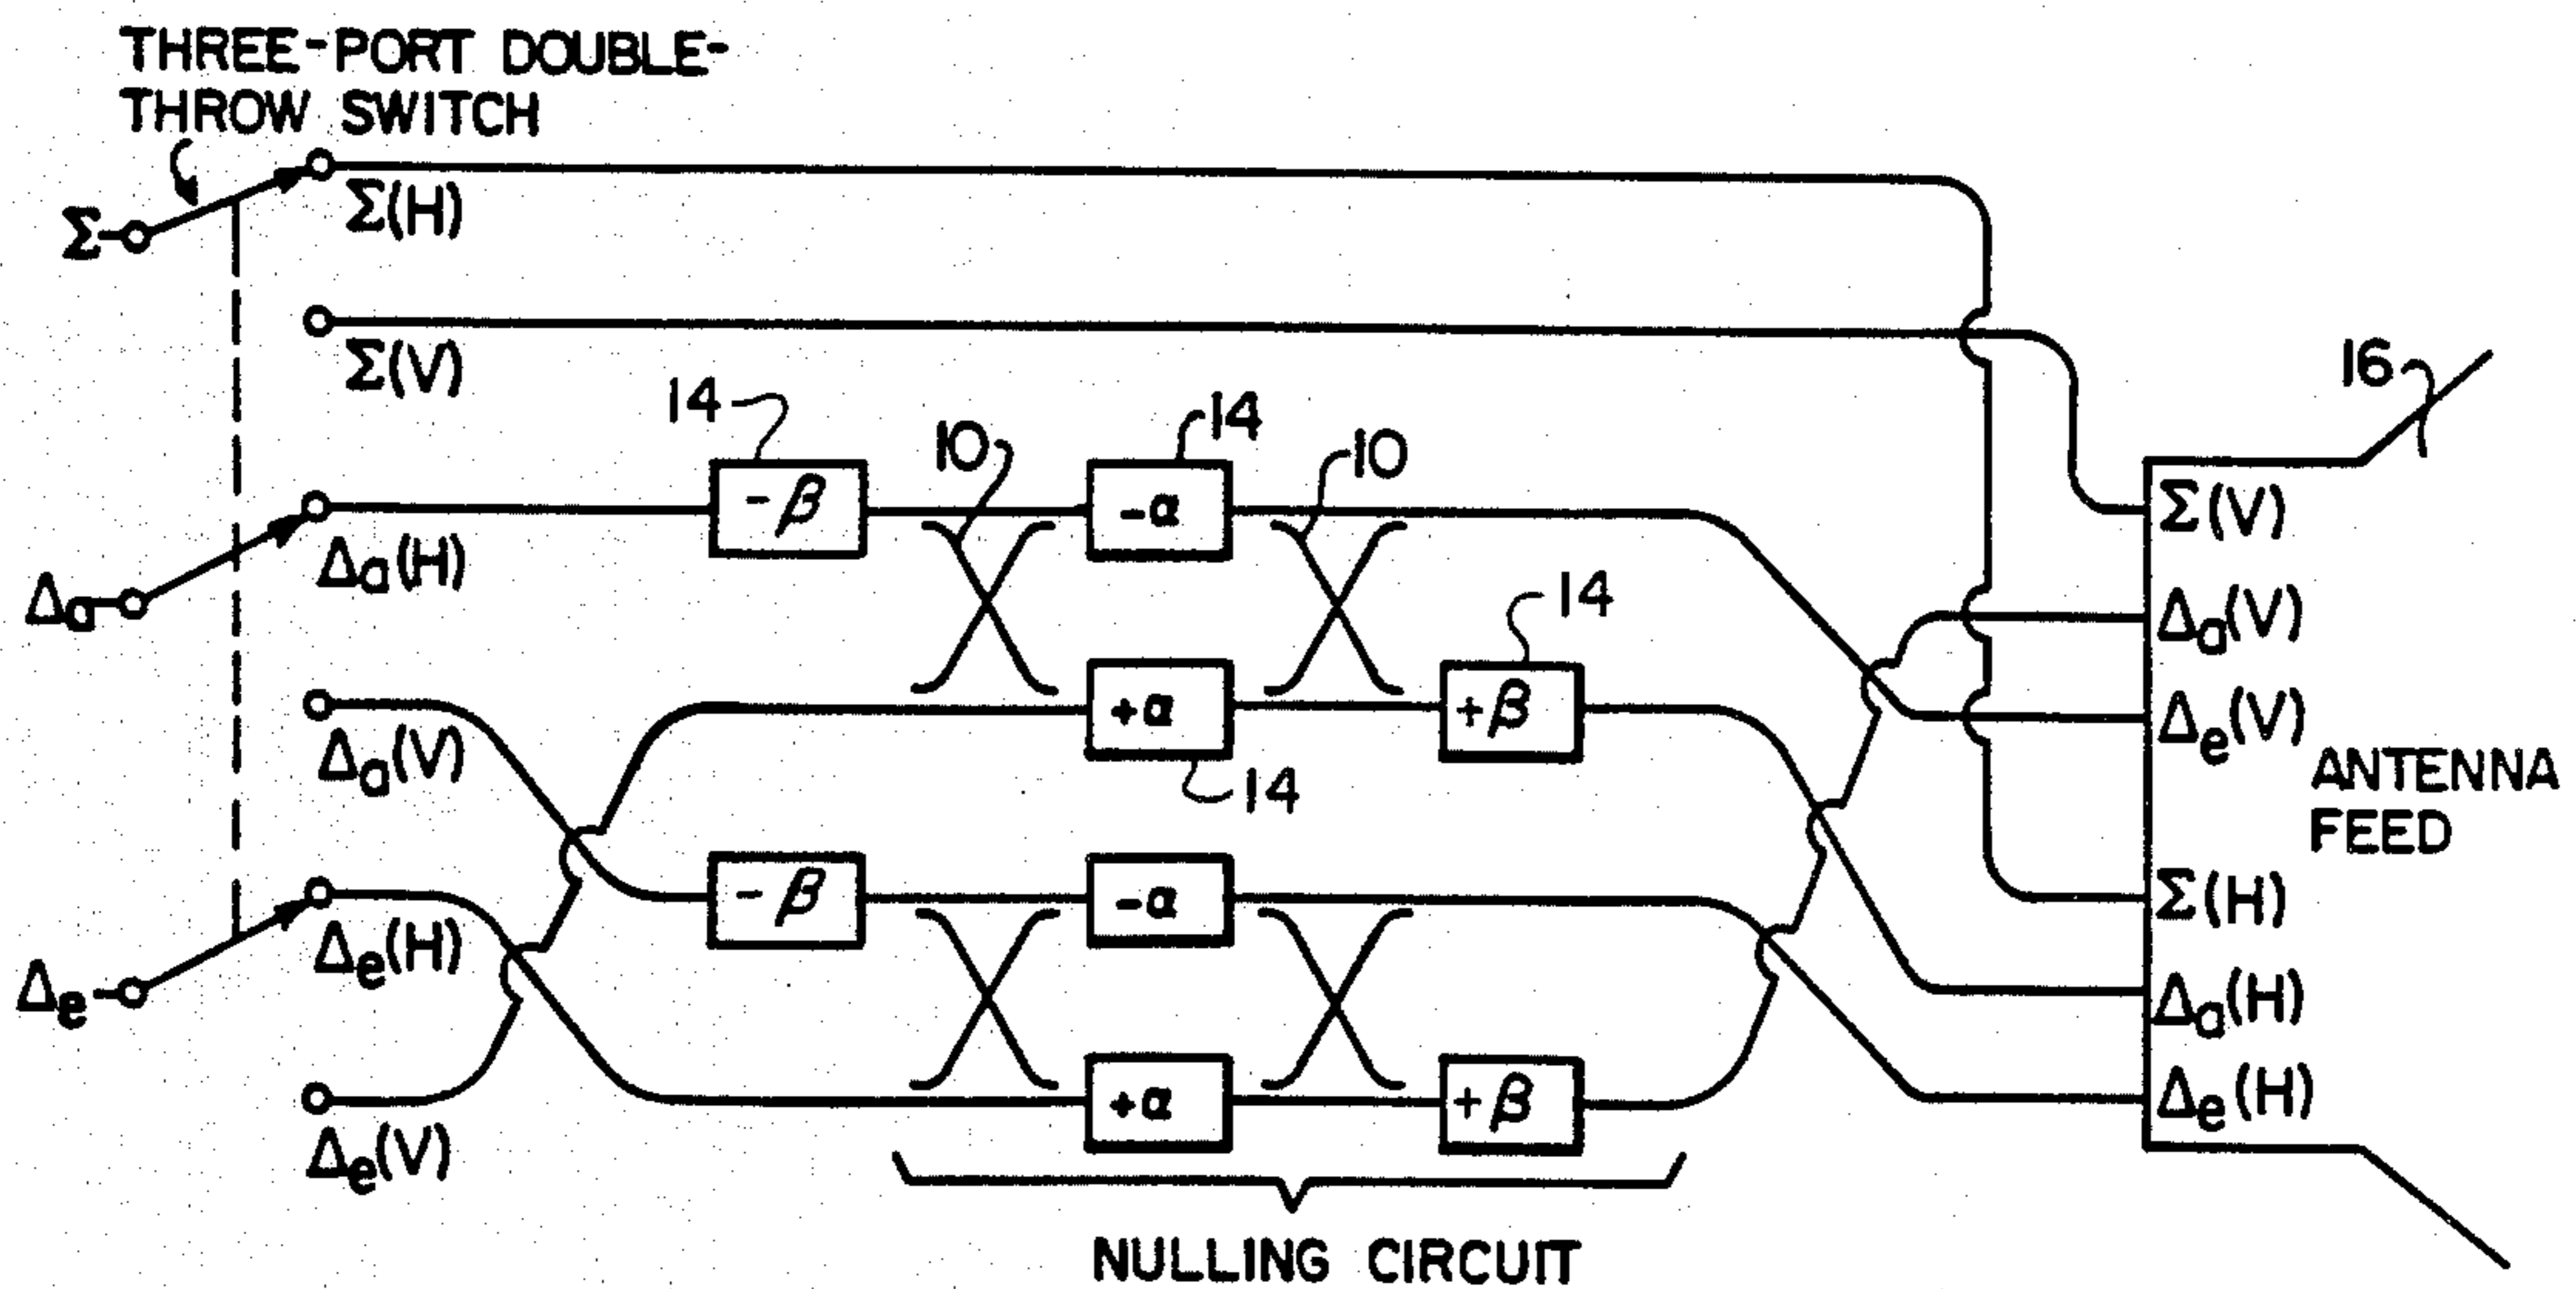 THREE-PORT DOUBLE-
THROW SWITCH
Σ
Σ(H)
Σ(V)
14
10
14
10
16
-β
-α
Σ(V)
Δa
Δa(H)
14
Δa(V)
Δa(V)
+α
+β
Δe(V)
14
ANTENNA
FEED
-β
-α
Σ(H)
Δe
Δe(H)
Δa(H)
+α
+β
Δe(H)
Δe(V)
NULLING CIRCUIT